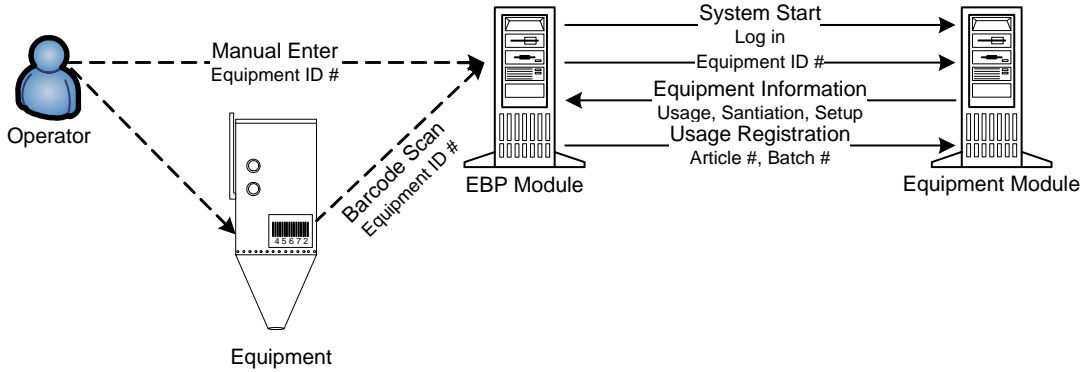 System Start
Log in
Manual Enter
Equipment ID #
Equipment ID #
Equipment Information
Usage, Santiation, Setup
Usage Registration
Article #, Batch #
Operator
Barcode Scan
Equipment ID #
EBP Module
Equipment Module
45672
Equipment